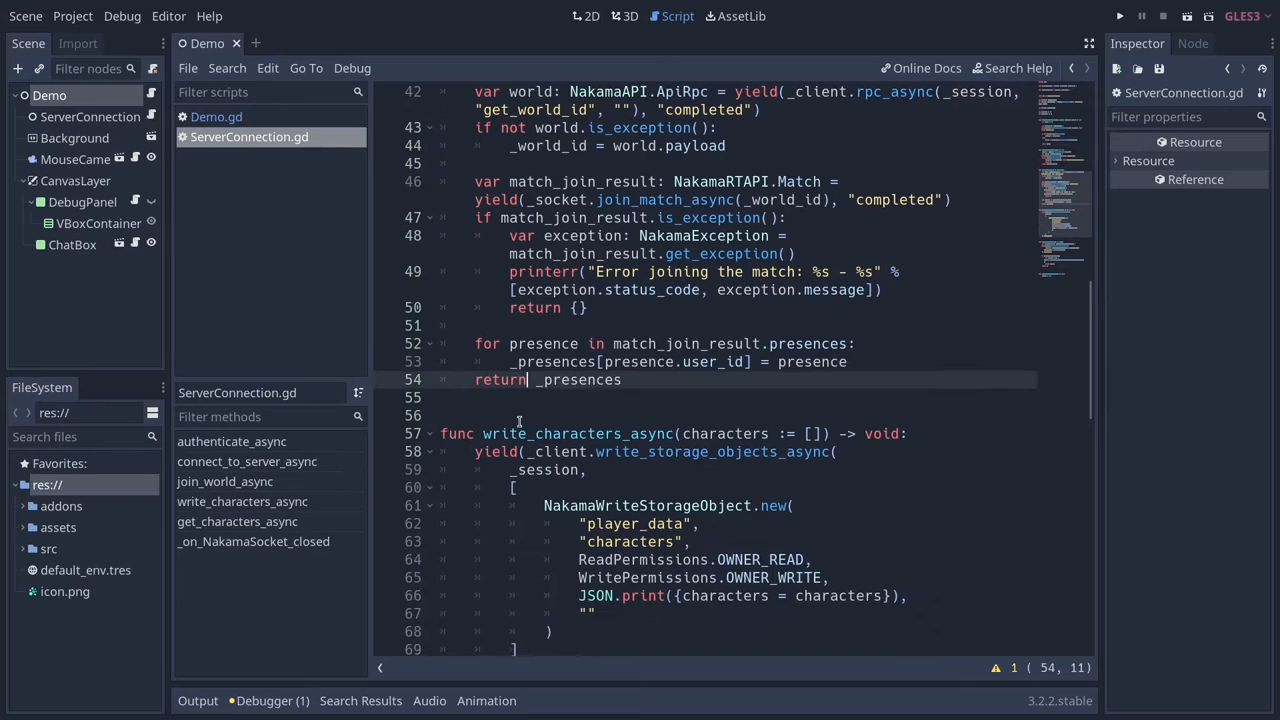 Scene Project Debug Editor Help
2D 3D Script AssetLib
GLES3
Scene Import
Filter nodes
Demo
ServerConnection
Background
MouseCame
CanvasLayer
DebugPanel
VBoxContainer
ChatBox
FileSystem
res://
Search files
Favorites:
res://
addons
assets
src
default_env.tres
icon.png
Demo
File Search Edit Go To Debug
Online Docs Search Help
Filter scripts
Demo.gd
ServerConnection.gd
ServerConnection.gd
Filter methods
authenticate_async
connect_to_server_async
join_world_async
write_characters_async
get_characters_async
_on_NakamaSocket_closed
42 var world: NakamaAPI.ApiRpc = yield(_client.rpc_async(_session,
"get_world_id", ""), "completed")
43 if not world.is_exception():
44 _world_id = world.payload
45
46 var match_join_result: NakamaRTAPI.Match =
yield(_socket.join_match_async(_world_id), "completed")
47 if match_join_result.is_exception():
48 var exception: NakamaException =
match_join_result.get_exception()
49 printerr("Error joining the match: %s - %s" %
[exception.status_code, exception.message])
50 return {}
51
52 for presence in match_join_result.presences:
53 _presences[presence.user_id] = presence
54 return _presences
55
56
57 func write_characters_async(characters := []) -> void:
58 yield(_client.write_storage_objects_async(
59 _session,
60 [
61 NakamaWriteStorageObject.new(
62 "player_data",
63 "characters",
64 ReadPermissions.OWNER_READ,
65 WritePermissions.OWNER_WRITE,
66 JSON.print({characters = characters}),
67 ""
68 )
69 ]
1 ( 54, 11)
Output Debugger (1) Search Results Audio Animation
3.2.2.stable
Inspector Node
ServerConnection.gd
Filter properties
Resource
Resource
Reference